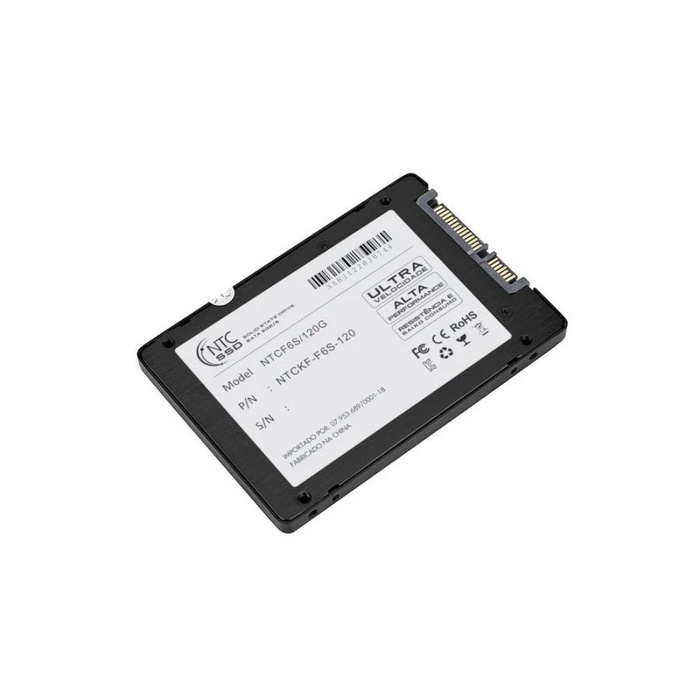 NTC
SSD
SOLID STATE DRIVE
SATA 6GB/S
Model NTCF6S/120G
P/N : NTCKF-F6S-120
S/N :
IMPORTADO POR: 07.953.689/0001-18
FABRICADO NA CHINA
ULTRA
VELOCIDADE
ALTA
PERFORMANCE
RESISTÊNCIA E
BAIXO CONSUMO
FC CE RoHS